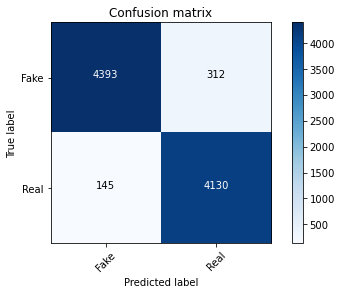 Confusion matrix
Fake
4393
312
Real
145
4130
True label
Fake
Real
Predicted label
4000
3500
3000
2500
2000
1500
1000
500